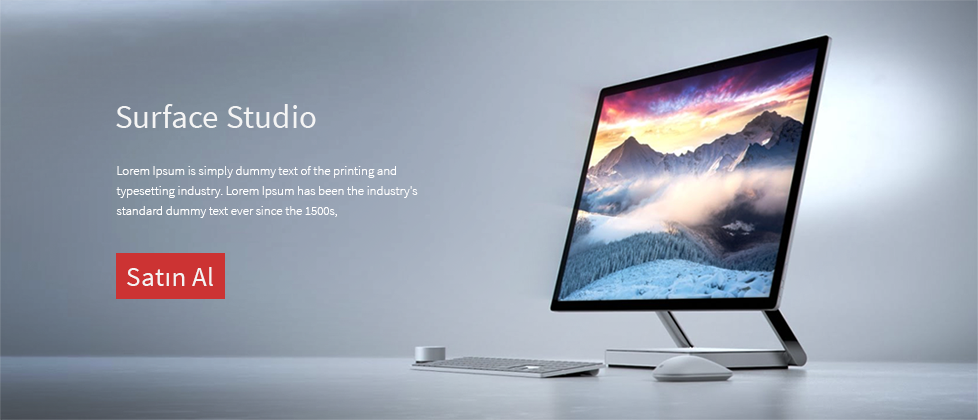 Surface Studio
Lorem Ipsum is simply dummy text of the printing and
typesetting industry. Lorem Ipsum has been the industry's
standard dummy text ever since the 1500s,
Satın Al